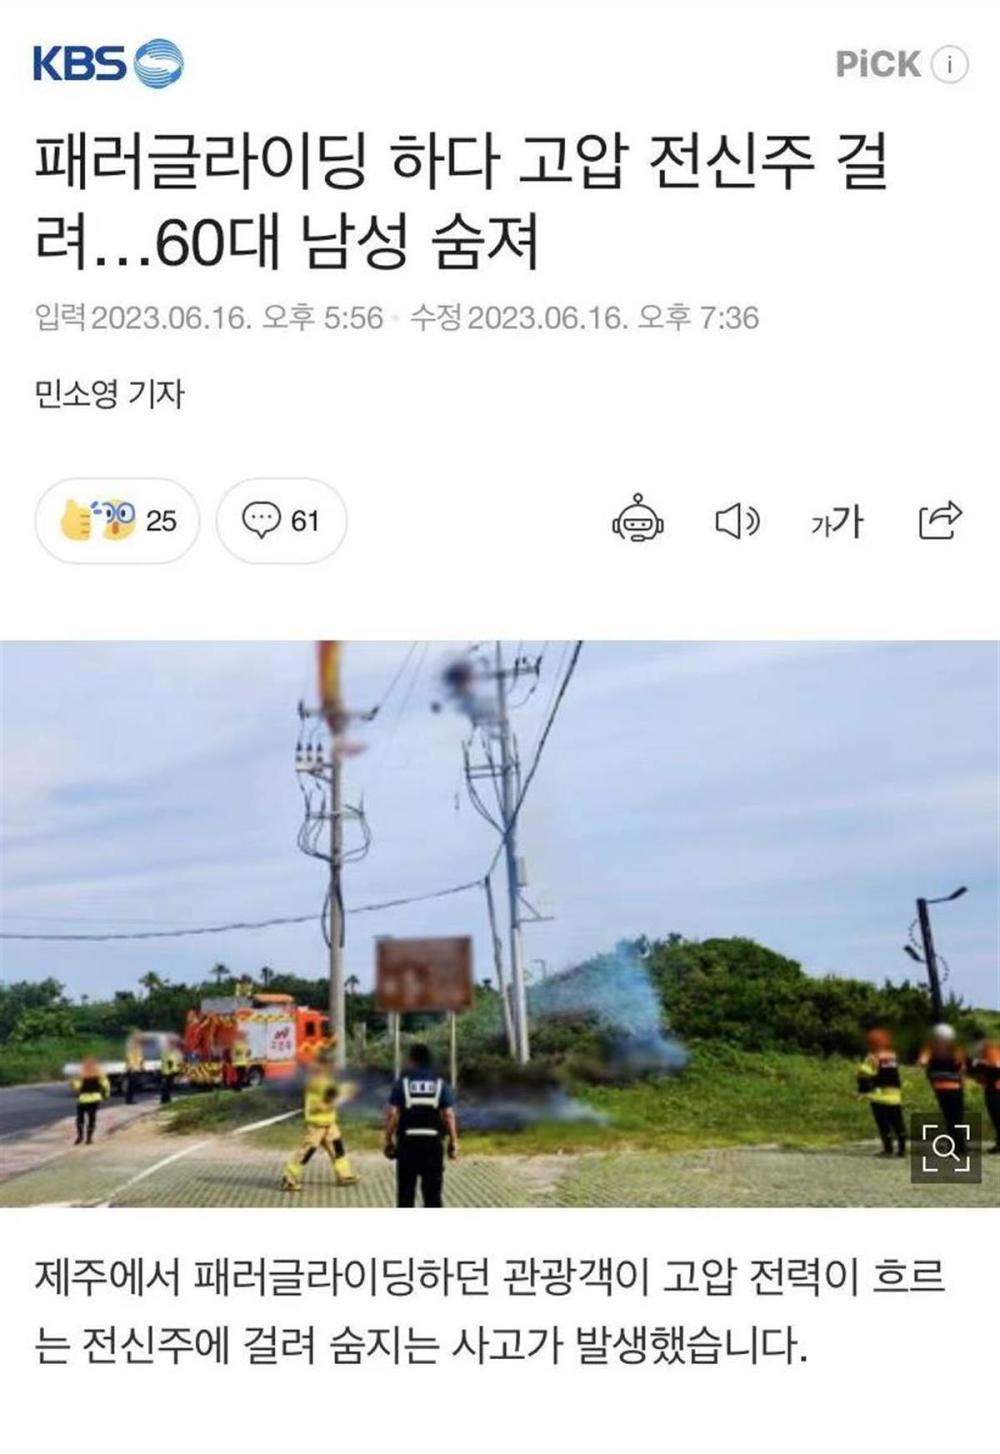 KBS
PiCK i
패러글라이딩 하다 고압 전신주 걸
려...60대 남성 숨져
입력 2023.06.16. 오후 5:56 · 수정 2023.06.16. 오후 7:36
민소영 기자
25
61
가가
제주에서 패러글라이딩하던 관광객이 고압 전력이 흐르
는 전신주에 걸려 숨지는 사고가 발생했습니다.